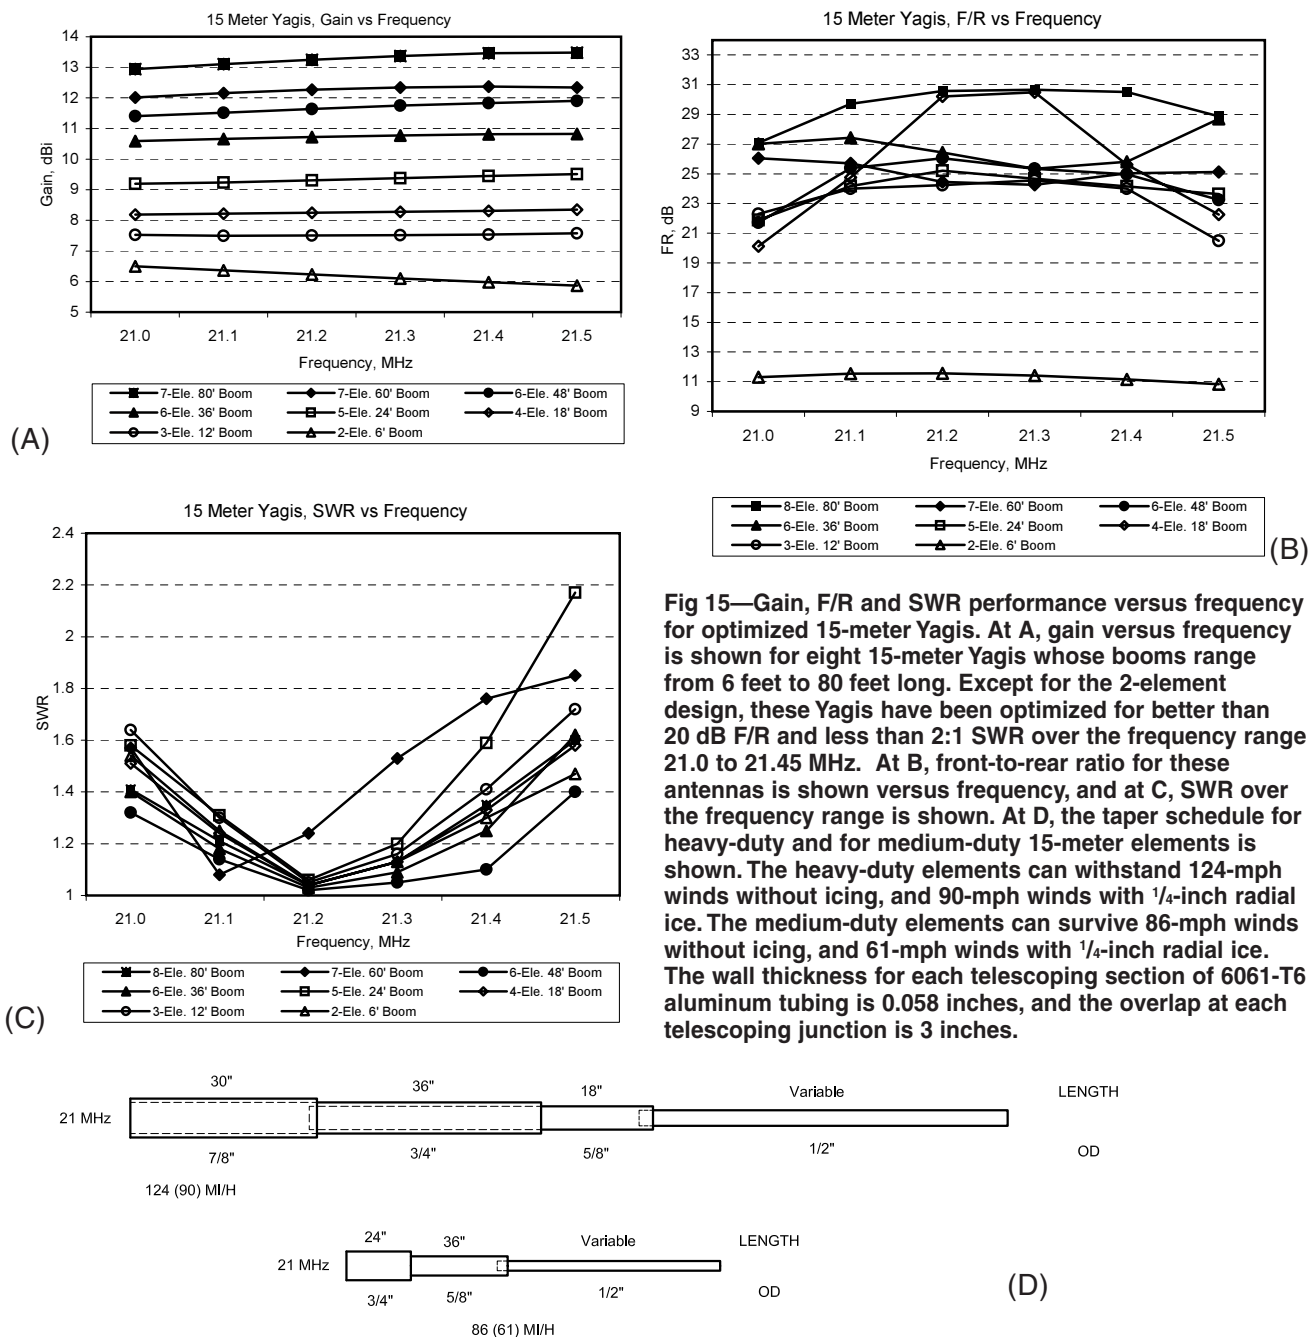 15 Meter Yagis, Gain vs Frequency
14
13
12
11
10
9
8
7
6
5
Gain, dBi
21.0 21.1 21.2 21.3 21.4 21.5
Frequency, MHz
7-Ele. 80' Boom 7-Ele. 60' Boom 6-Ele. 48' Boom
6-Ele. 36' Boom 5-Ele. 24' Boom 4-Ele. 18' Boom
3-Ele. 12' Boom 2-Ele. 6' Boom
(A)
15 Meter Yagis, F/R vs Frequency
33
31
29
27
25
23
21
19
17
15
13
11
9
FR, dB
21.0 21.1 21.2 21.3 21.4 21.5
Frequency, MHz
8-Ele. 80' Boom 7-Ele. 60' Boom 6-Ele. 48' Boom
6-Ele. 36' Boom 5-Ele. 24' Boom 4-Ele. 18' Boom
3-Ele. 12' Boom 2-Ele. 6' Boom
(B)
15 Meter Yagis, SWR vs Frequency
2.4
2.2
2
1.8
1.6
1.4
1.2
1
SWR
21.0 21.1 21.2 21.3 21.4 21.5
Frequency, MHz
8-Ele. 80' Boom 7-Ele. 60' Boom 6-Ele. 48' Boom
6-Ele. 36' Boom 5-Ele. 24' Boom 4-Ele. 18' Boom
3-Ele. 12' Boom 2-Ele. 6' Boom
(C)
Fig 15—Gain, F/R and SWR performance versus frequency
for optimized 15-meter Yagis. At A, gain versus frequency
is shown for eight 15-meter Yagis whose booms range
from 6 feet to 80 feet long. Except for the 2-element
design, these Yagis have been optimized for better than
20 dB F/R and less than 2:1 SWR over the frequency range
21.0 to 21.45 MHz. At B, front-to-rear ratio for these
antennas is shown versus frequency, and at C, SWR over
the frequency range is shown. At D, the taper schedule for
heavy-duty and for medium-duty 15-meter elements is
shown. The heavy-duty elements can withstand 124-mph
winds without icing, and 90-mph winds with 1/4-inch radial
ice. The medium-duty elements can survive 86-mph winds
without icing, and 61-mph winds with 1/4-inch radial ice.
The wall thickness for each telescoping section of 6061-T6
aluminum tubing is 0.058 inches, and the overlap at each
telescoping junction is 3 inches.
30" 36" 18" Variable LENGTH
21 MHz
7/8" 3/4" 5/8" 1/2" OD
124 (90) MI/H
24" 36" Variable LENGTH
21 MHz
3/4" 5/8" 1/2" OD
86 (61) MI/H
(D)